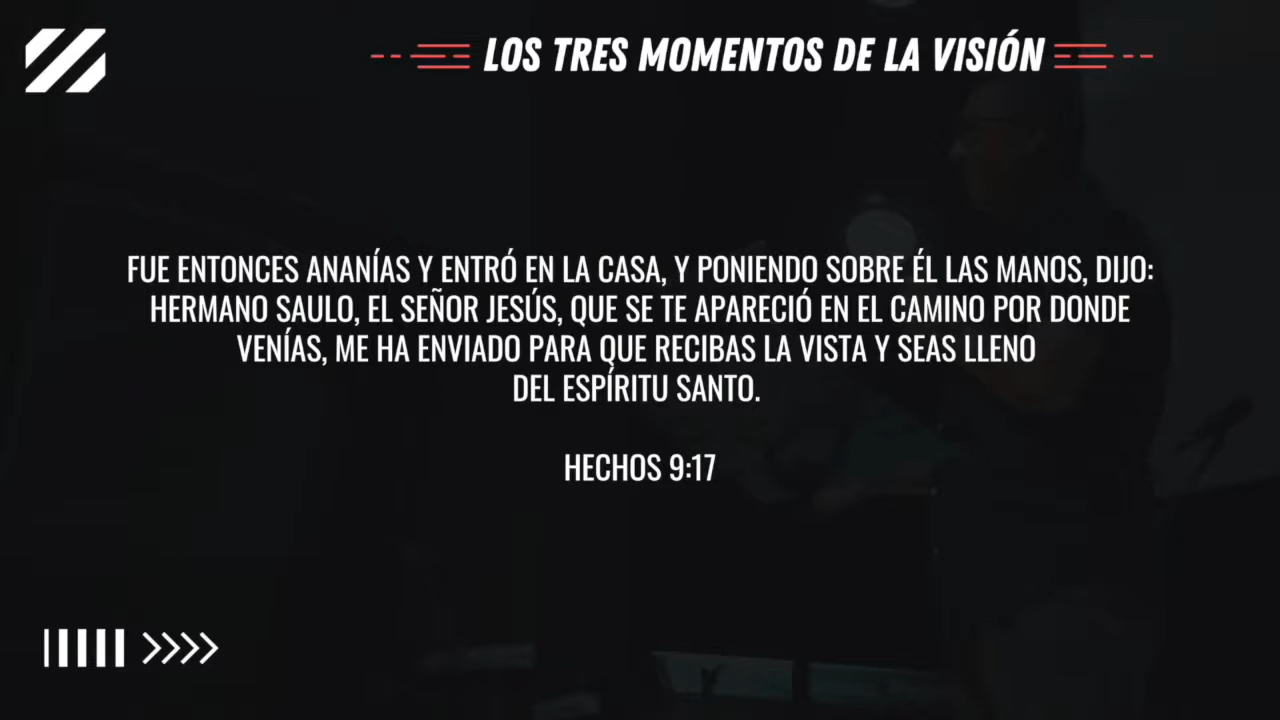 LOS TRES MOMENTOS DE LA VISIÓN
FUE ENTONCES ANANÍAS Y ENTRÓ EN LA CASA, Y PONIENDO SOBRE ÉL LAS MANOS, DIJO:
HERMANO SAULO, EL SEÑOR JESÚS, QUE SE TE APARECIÓ EN EL CAMINO POR DONDE
VENÍAS, ME HA ENVIADO PARA QUE RECIBAS LA VISTA Y SEAS LLENO
DEL ESPÍRITU SANTO.
HECHOS 9:17